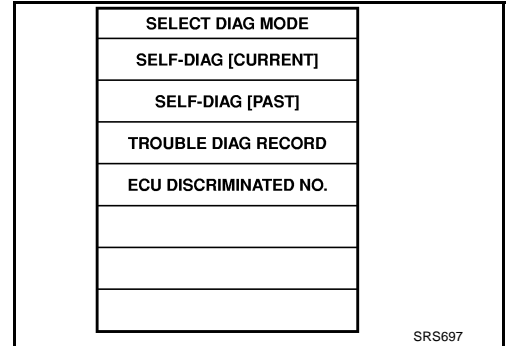 SELECT DIAG MODE
SELF-DIAG [CURRENT]
SELF-DIAG [PAST]
TROUBLE DIAG RECORD
ECU DISCRIMINATED NO.
SRS697